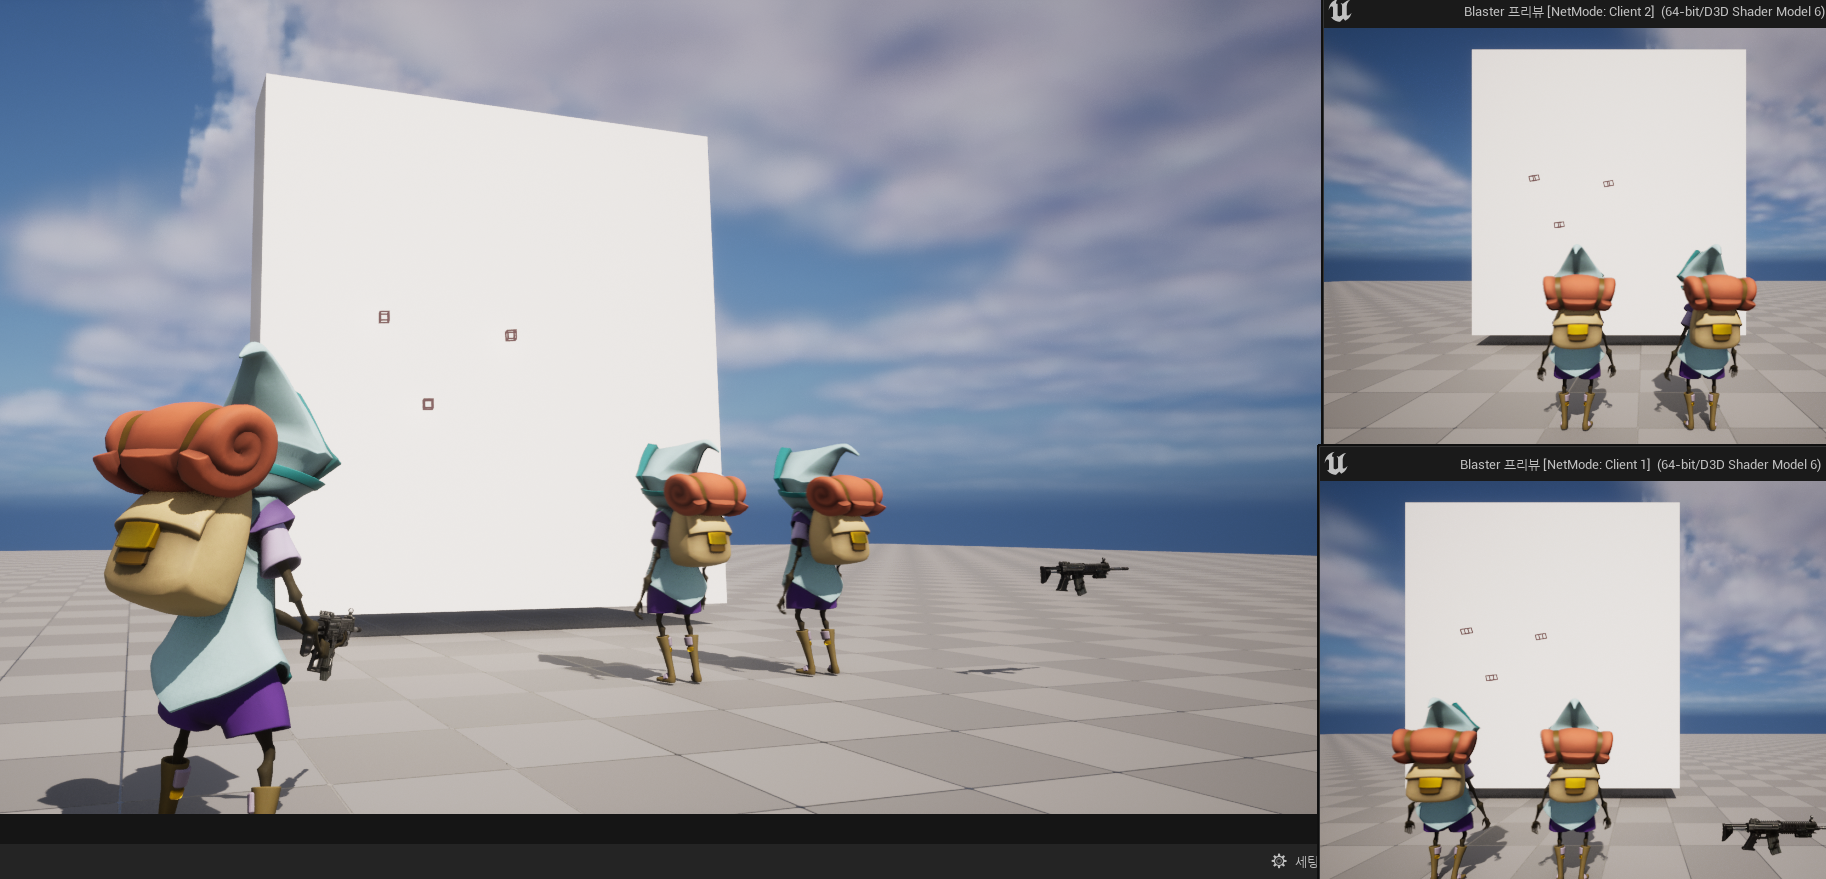 Blaster 프리뷰 [NetMode: Client 2] (64-bit/D3D Shader Model 6)
Blaster 프리뷰 [NetMode: Client 1] (64-bit/D3D Shader Model 6)
세팅